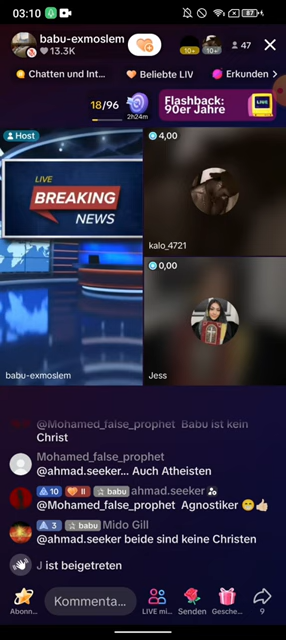 03:10
87
babu-exmoslem
13.3K
10+
10+
47
Chatten und Int...
Beliebte LIV
Erkunden
18/96
2h24m
Flashback:
90er Jahre
LIVE
Host
4,00
LIVE
BREAKING
NEWS
kalo_4721
0,00
babu-exmoslem
Jess
@Mohamed_false_prophet Babu ist kein
Christ
Mohamed_false_prophet
@ahmad.seeker... Auch Atheisten
10 II babu ahmad.seeker
@Mohamed_false_prophet Agnostiker 😁👍🏼
3 babu Mido Gill
@ahmad.seeker beide sind keine Christen
J ist beigetreten
Kommenta...
Abonn...
LIVE mi...
Senden
Gesche...
9